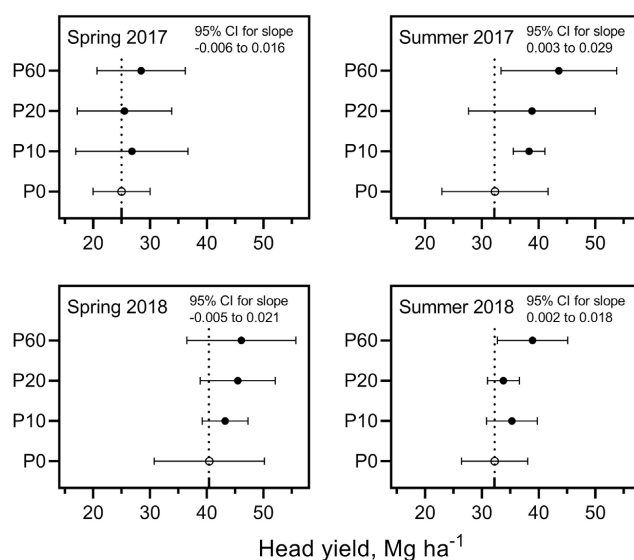 Spring 2017
95% CI for slope
-0.006 to 0.016
P60
P20
P10
P0
20 30 40 50
Summer 2017
95% CI for slope
0.003 to 0.029
P60
P20
P10
P0
20 30 40 50
Spring 2018
95% CI for slope
-0.005 to 0.021
P60
P20
P10
P0
20 30 40 50
Summer 2018
95% CI for slope
0.002 to 0.018
P60
P20
P10
P0
20 30 40 50
Head yield, Mg ha⁻¹